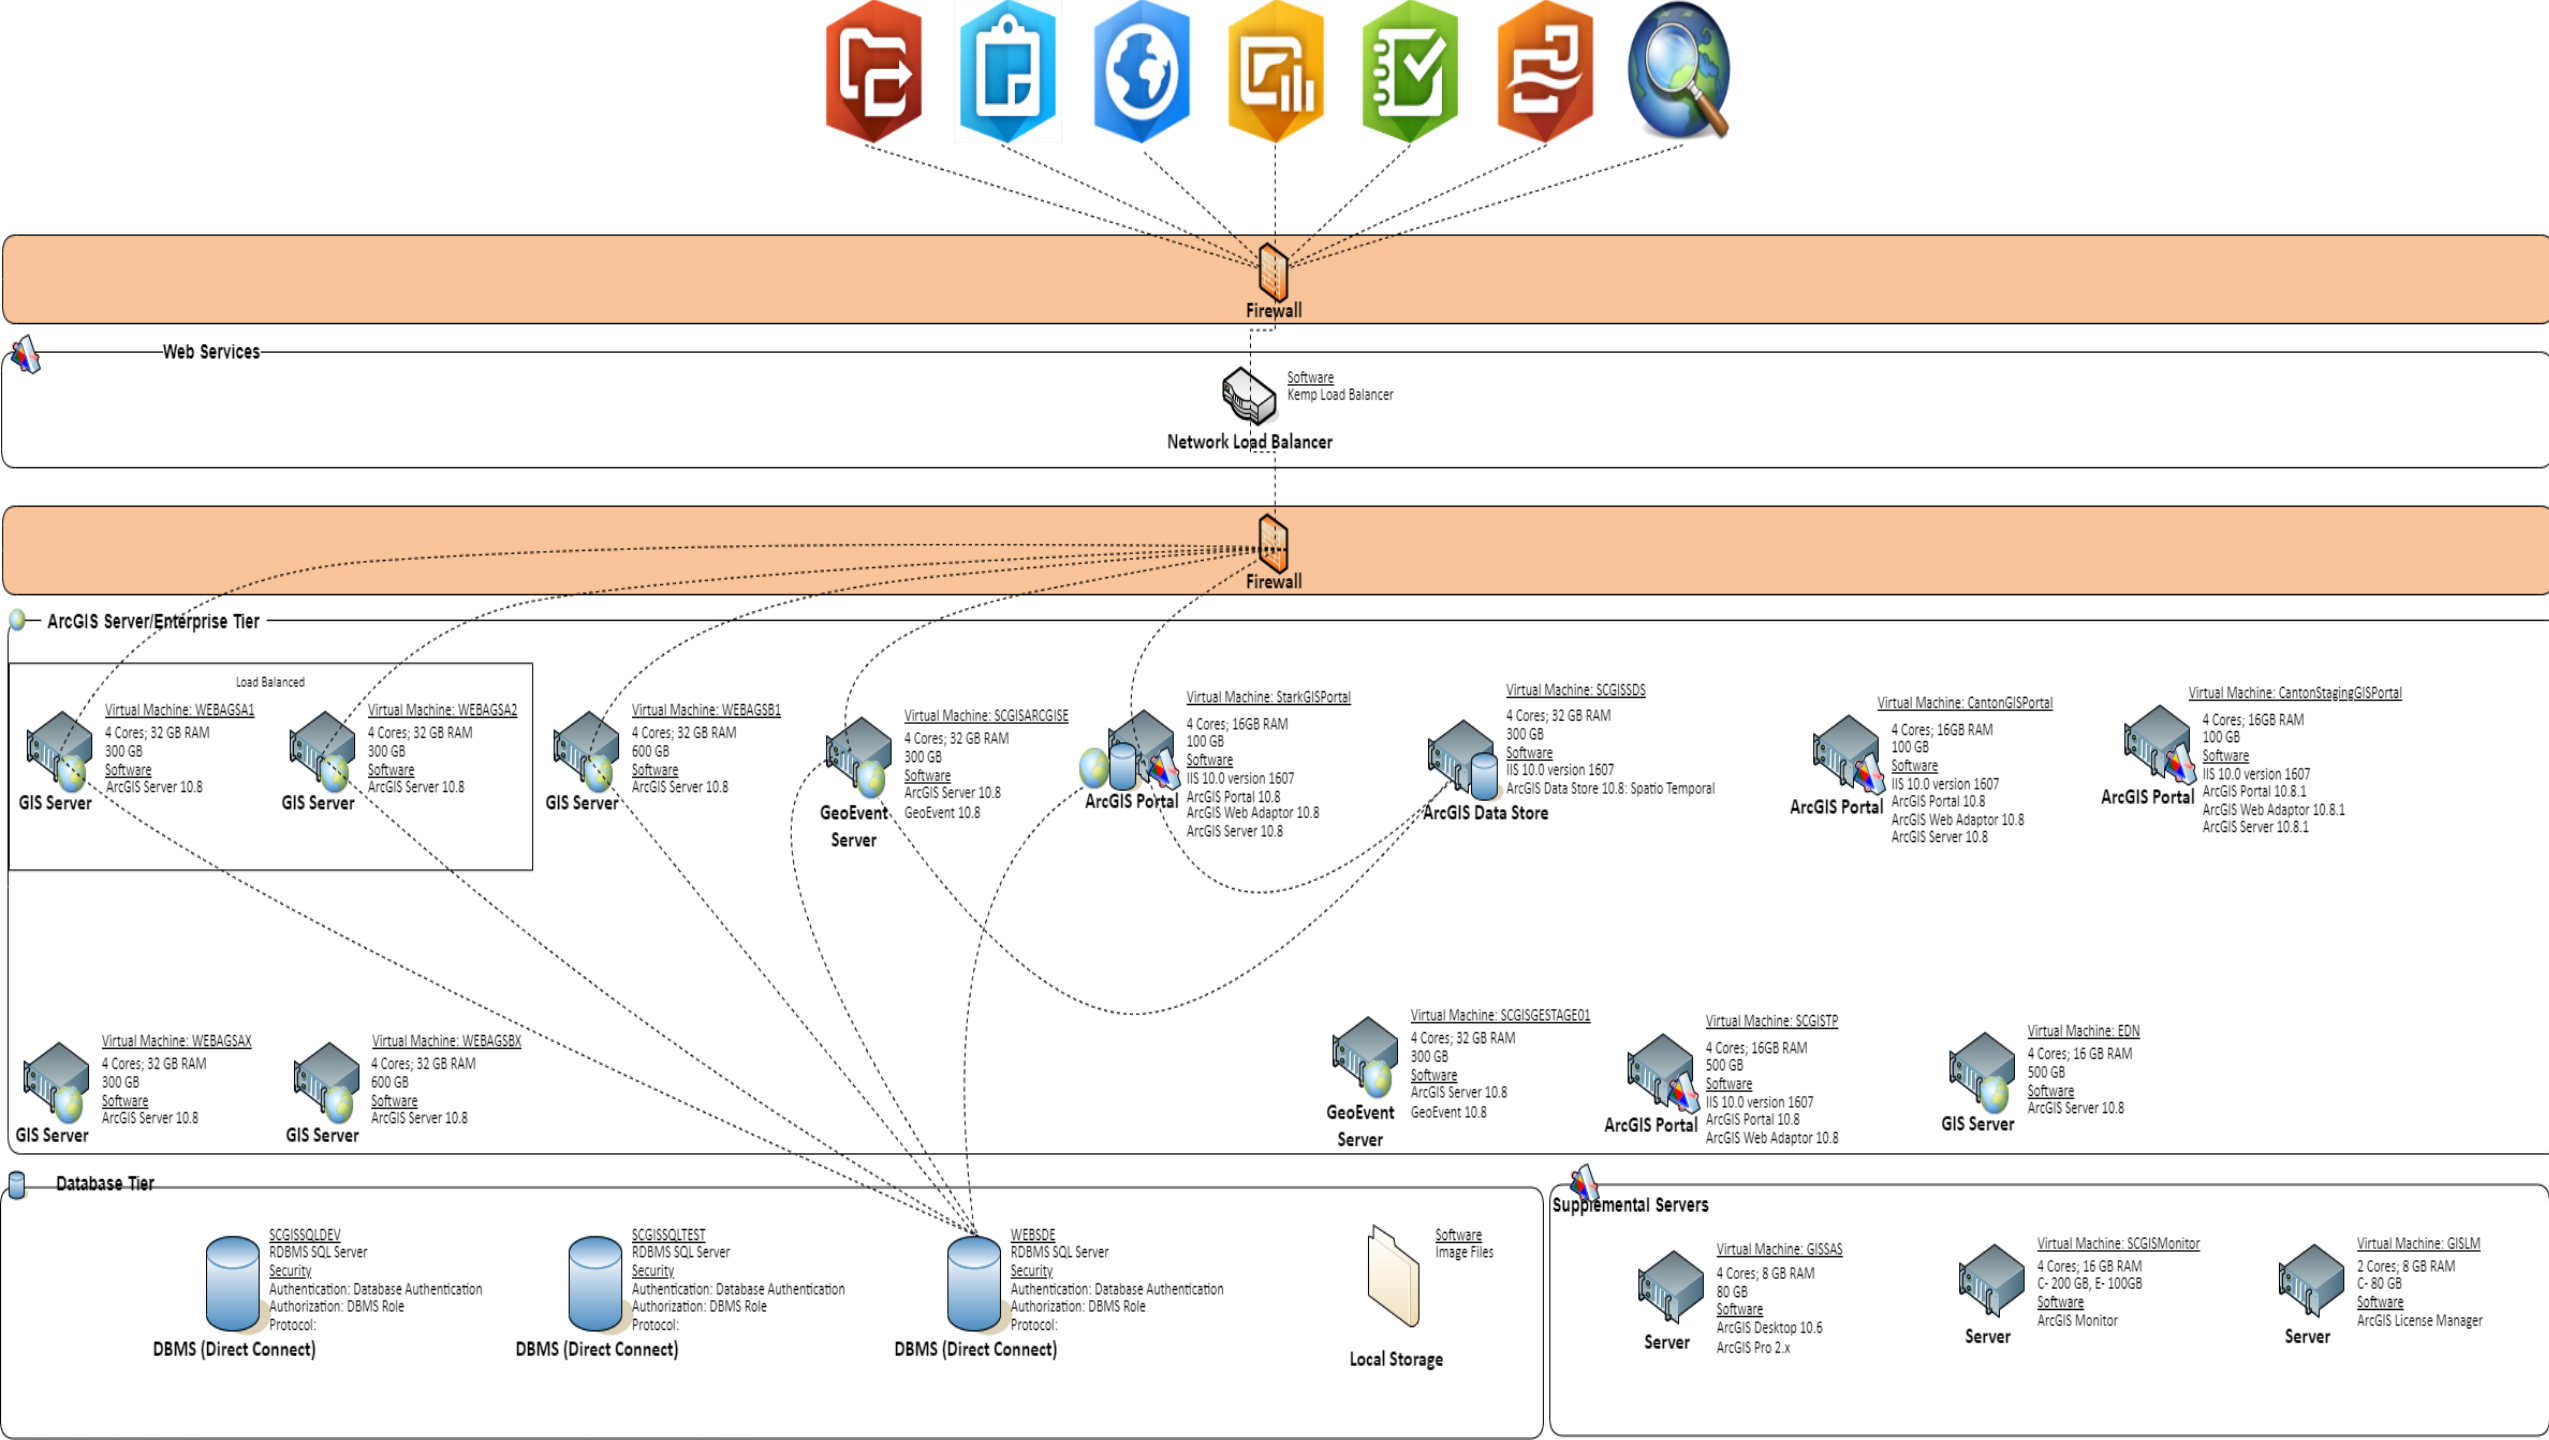 Firewall
Web Services
Software
Kemp Load Balancer
Network Load Balancer
Firewall
ArcGIS Server/Enterprise Tier
Load Balanced
Virtual Machine: WEBAGSA1
4 Cores; 32 GB RAM
300 GB
Software
ArcGIS Server 10.8
GIS Server
Virtual Machine: WEBAGSA2
4 Cores; 32 GB RAM
300 GB
Software
ArcGIS Server 10.8
GIS Server
Virtual Machine: WEBAGSB1
4 Cores; 32 GB RAM
600 GB
Software
ArcGIS Server 10.8
GIS Server
Virtual Machine: SCGISARCGISE
4 Cores; 32 GB RAM
300 GB
Software
ArcGIS Server 10.8
GeoEvent 10.8
GeoEvent
Server
Virtual Machine: StarkGISPortal
4 Cores; 16GB RAM
100 GB
Software
IIS 10.0 version 1607
ArcGIS Portal 10.8
ArcGIS Web Adaptor 10.8
ArcGIS Server 10.8
ArcGIS Portal
Virtual Machine: SCGISSDS
4 Cores; 32 GB RAM
300 GB
Software
IIS 10.0 version 1607
ArcGIS Data Store 10.8: Spatio Temporal
ArcGIS Data Store
Virtual Machine: CantonGISPortal
4 Cores; 16GB RAM
100 GB
Software
IIS 10.0 version 1607
ArcGIS Portal 10.8
ArcGIS Web Adaptor 10.8
ArcGIS Server 10.8
ArcGIS Portal
Virtual Machine: CantonStagingGISPortal
4 Cores; 16GB RAM
100 GB
Software
IIS 10.0 version 1607
ArcGIS Portal 10.8.1
ArcGIS Web Adaptor 10.8.1
ArcGIS Server 10.8.1
ArcGIS Portal
Virtual Machine: WEBAGSAX
4 Cores; 32 GB RAM
300 GB
Software
ArcGIS Server 10.8
GIS Server
Virtual Machine: WEBAGSBX
4 Cores; 32 GB RAM
600 GB
Software
ArcGIS Server 10.8
GIS Server
Virtual Machine: SCGISGESTAGE01
4 Cores; 32 GB RAM
300 GB
Software
ArcGIS Server 10.8
GeoEvent 10.8
GeoEvent
Server
Virtual Machine: SCGISTP
4 Cores; 16GB RAM
500 GB
Software
IIS 10.0 version 1607
ArcGIS Portal 10.8
ArcGIS Web Adaptor 10.8
ArcGIS Portal
Virtual Machine: EDN
4 Cores; 16 GB RAM
500 GB
Software
ArcGIS Server 10.8
GIS Server
Database Tier
SCGISSQLDEV
RDBMS SQL Server
Security
Authentication: Database Authentication
Authorization: DBMS Role
Protocol:
DBMS (Direct Connect)
SCGISSQLTEST
RDBMS SQL Server
Security
Authentication: Database Authentication
Authorization: DBMS Role
Protocol:
DBMS (Direct Connect)
WEBSDE
RDBMS SQL Server
Security
Authentication: Database Authentication
Authorization: DBMS Role
Protocol:
DBMS (Direct Connect)
Software
Image Files
Local Storage
Supplemental Servers
Virtual Machine: GISSAS
4 Cores; 8 GB RAM
80 GB
Software
ArcGIS Desktop 10.6
ArcGIS Pro 2.x
Server
Virtual Machine: SCGISMonitor
4 Cores; 16 GB RAM
C- 200 GB, E- 100GB
Software
ArcGIS Monitor
Server
Virtual Machine: GISLM
2 Cores; 8 GB RAM
C- 80 GB
Software
ArcGIS License Manager
Server